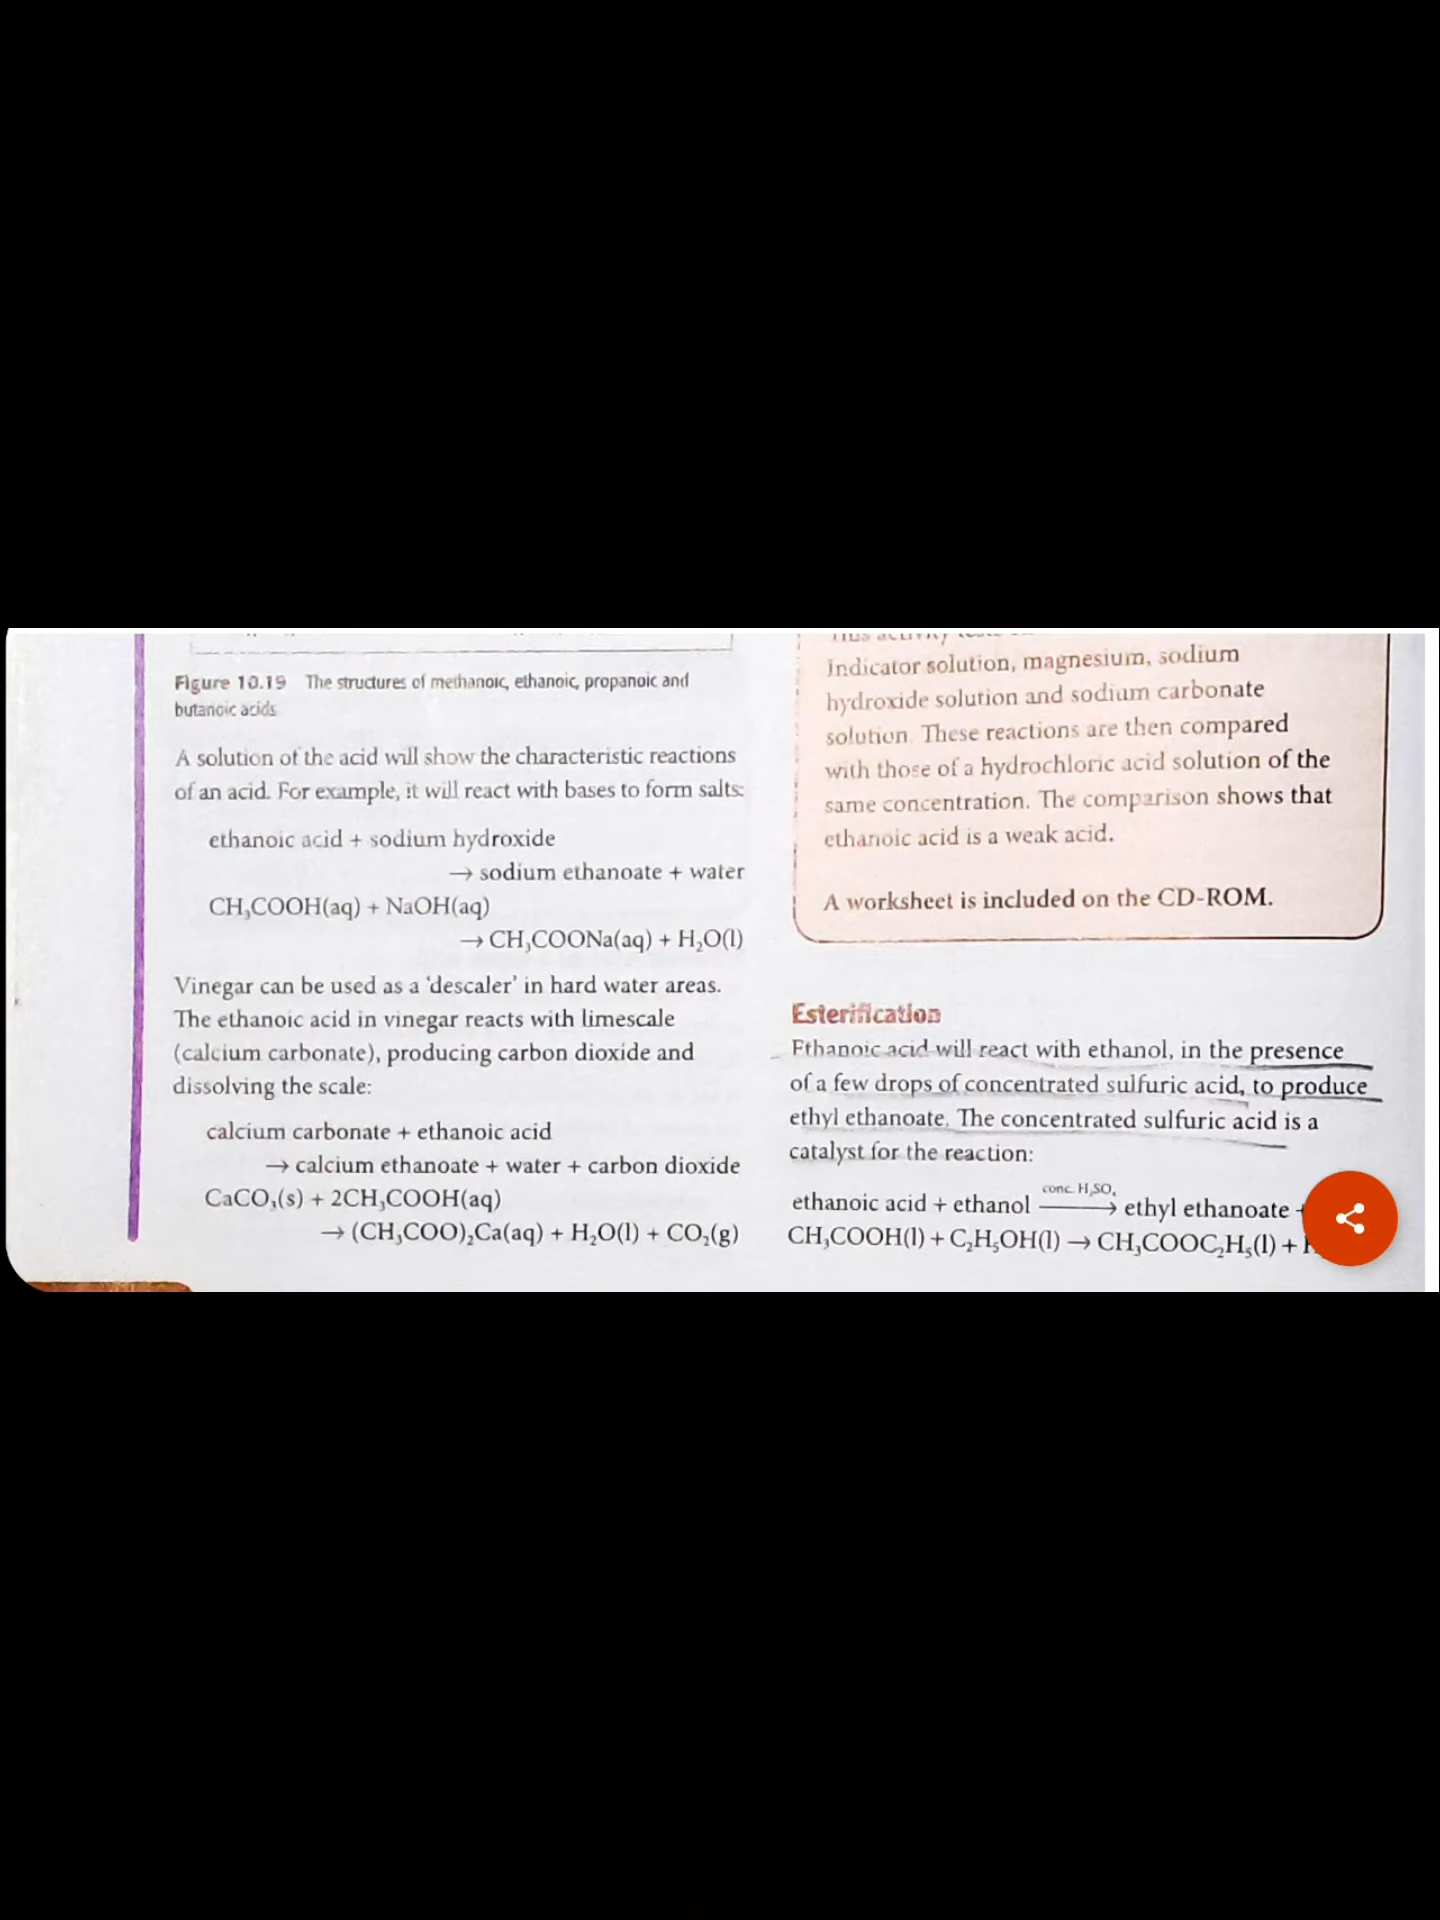 Figure 10.19 The structures of methanoic, ethanoic, propanoic and
butanoic acids
A solution of the acid will show the characteristic reactions
of an acid. For example, it will react with bases to form salts:
ethanoic acid + sodium hydroxide
→ sodium ethanoate + water
CH₃COOH(aq) + NaOH(aq)
→ CH₃COONa(aq) + H₂O(l)
Vinegar can be used as a ‘descaler’ in hard water areas.
The ethanoic acid in vinegar reacts with limescale
(calcium carbonate), producing carbon dioxide and
dissolving the scale:
calcium carbonate + ethanoic acid
→ calcium ethanoate + water + carbon dioxide
CaCO₃(s) + 2CH₃COOH(aq)
→ (CH₃COO)₂Ca(aq) + H₂O(l) + CO₂(g)
This activity
Indicator solution, magnesium, sodium
hydroxide solution and sodium carbonate
solution. These reactions are then compared
with those of a hydrochloric acid solution of the
same concentration. The comparison shows that
ethanoic acid is a weak acid.
A worksheet is included on the CD-ROM.
Esterification
Ethanoic acid will react with ethanol, in the presence
of a few drops of concentrated sulfuric acid, to produce
ethyl ethanoate. The concentrated sulfuric acid is a
catalyst for the reaction:
conc. H₂SO₄
ethanoic acid + ethanol → ethyl ethanoate +
CH₃COOH(l) + C₂H₅OH(l) → CH₃COOC₂H₅(l) +